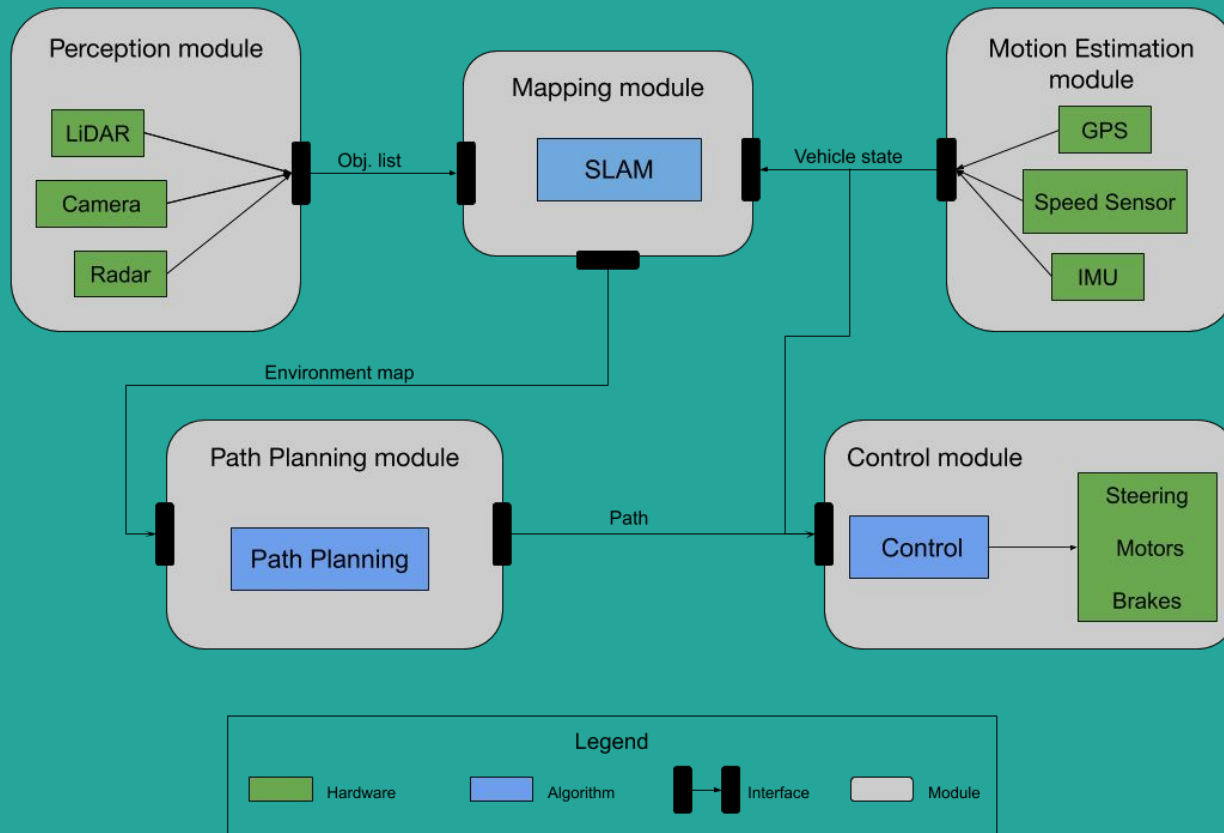 Perception module
LiDAR
Camera
Radar
Obj. list
Mapping module
SLAM
Vehicle state
Motion Estimation
module
GPS
Speed Sensor
IMU
Environment map
Path Planning module
Path Planning
Path
Control module
Control
Steering
Motors
Brakes
Legend
Hardware
Algorithm
Interface
Module